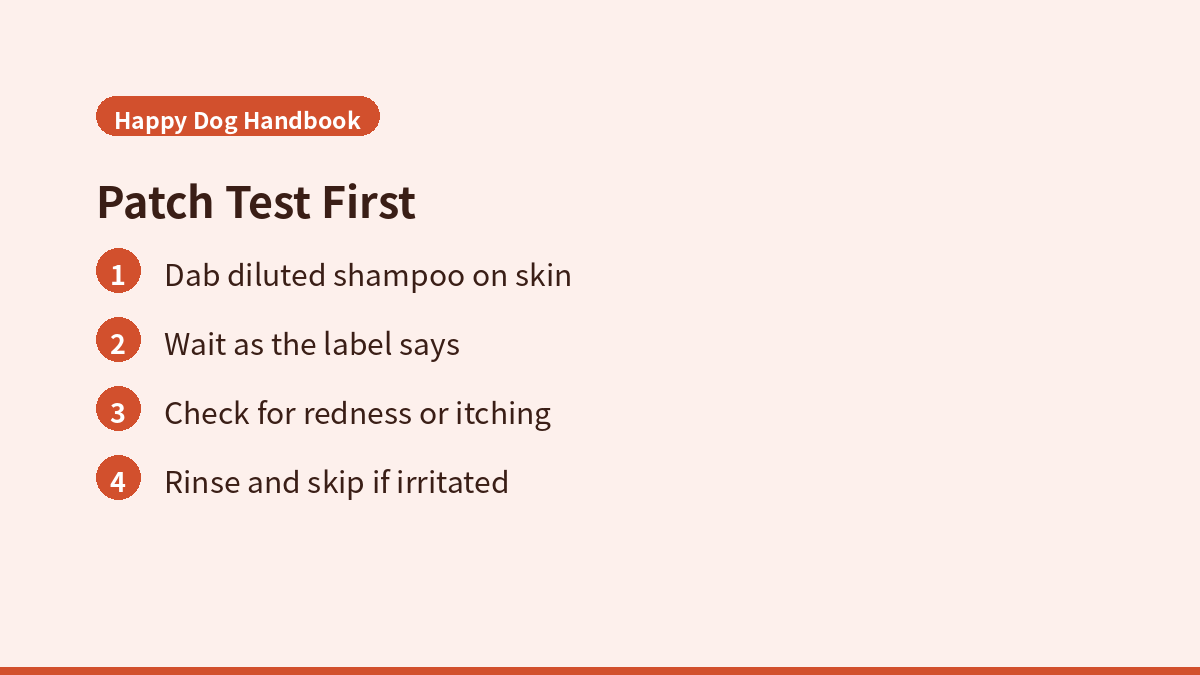 Happy Dog Handbook
Patch Test First
1 Dab diluted shampoo on skin
2 Wait as the label says
3 Check for redness or itching
4 Rinse and skip if irritated